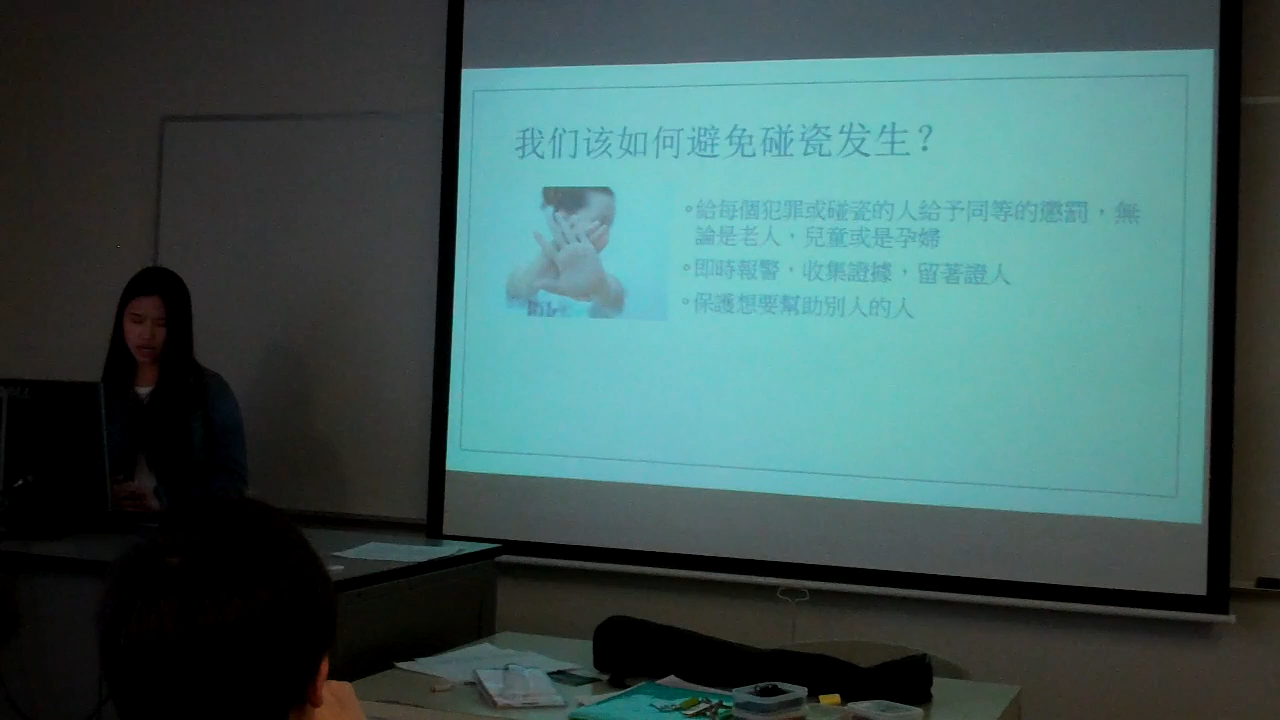 我们该如何避免碰瓷发生？
•給每個犯罪或碰瓷的人給予同等的懲罰，無
論是老人，兒童或是孕婦
•即時報警，收集證據，留著證人
•保護想要幫助別人的人